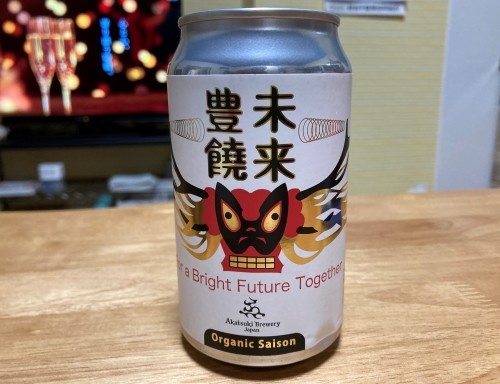 未来
豊饒
r a Bright Future Together
Akatsuki Brewery
Japan
Organic Saison